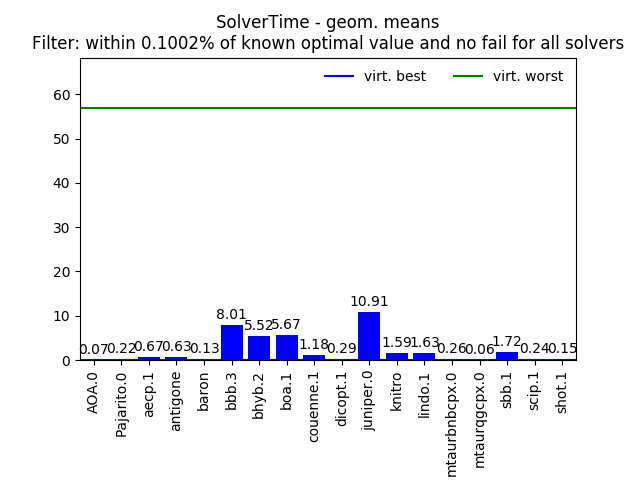 SolverTime - geom. means
Filter: within 0.1002% of known optimal value and no fail for all solvers
virt. best
virt. worst
60
50
40
30
20
10
0
0.07
0.22
0.67
0.63
0.13
8.01
5.52
5.67
1.18
0.29
10.91
1.59
1.63
0.26
0.06
1.72
0.24
0.15
AOA.0
Pajarito.0
aecp.1
antigone
baron
bbb.3
bhyb.2
boa.1
couenne.1
dicopt.1
juniper.0
knitro
lindo.1
mtaurbnbcpx.0
mtaurqgcpx.0
sbb.1
scip.1
shot.1